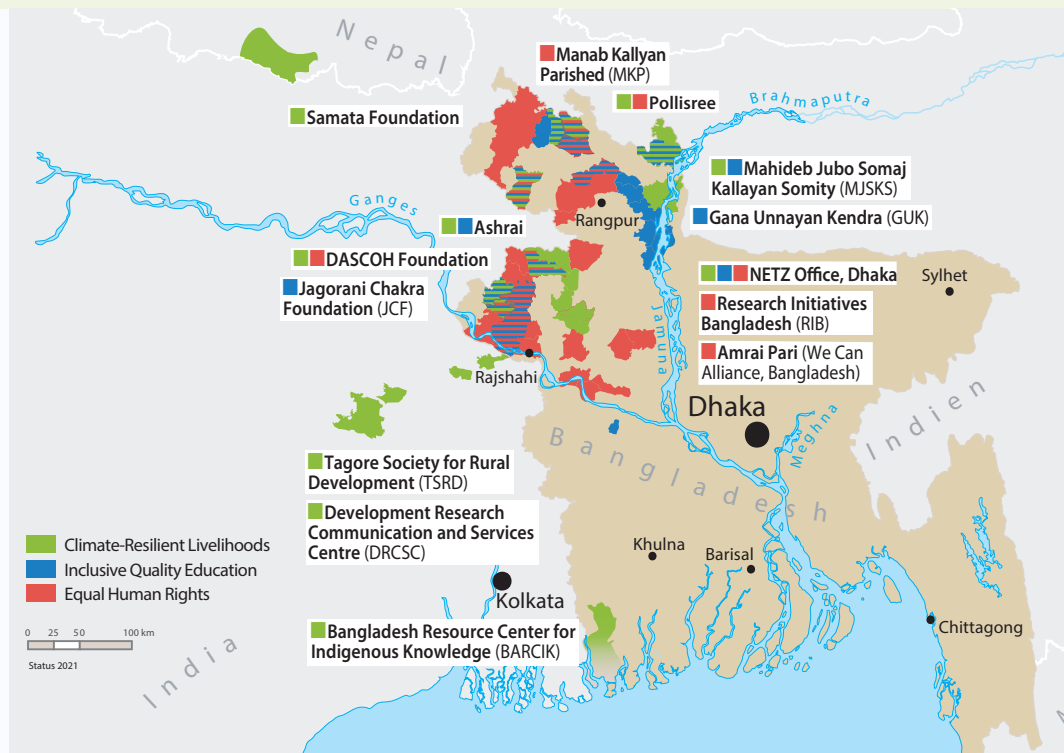 Nepal
Manab Kallyan
Parished (MKP)
Pollisree
Brahmaputra
Samata Foundation
Mahideb Jubo Somaj
Kallayan Somity (MJSKS)
Ganges
Gana Unnayan Kendra (GUK)
Rangpur
Ashrai
DASCOH Foundation
NETZ Office, Dhaka
Sylhet
Jagorani Chakra
Foundation (JCF)
Research Initiatives
Bangladesh (RIB)
Jamuna
Amrai Pari (We Can
Alliance, Bangladesh)
Rajshahi
Dhaka
Indien
Meghna
Bangladesh
Tagore Society for Rural
Development (TSRD)
Development Research
Communication and Services
Centre (DRCSC)
Khulna
Barisal
Climate-Resilient Livelihoods
Inclusive Quality Education
Equal Human Rights
Kolkata
0 25 50 100 km
Status 2021
Bangladesh Resource Center for
Indigenous Knowledge (BARCIK)
Chittagong
India